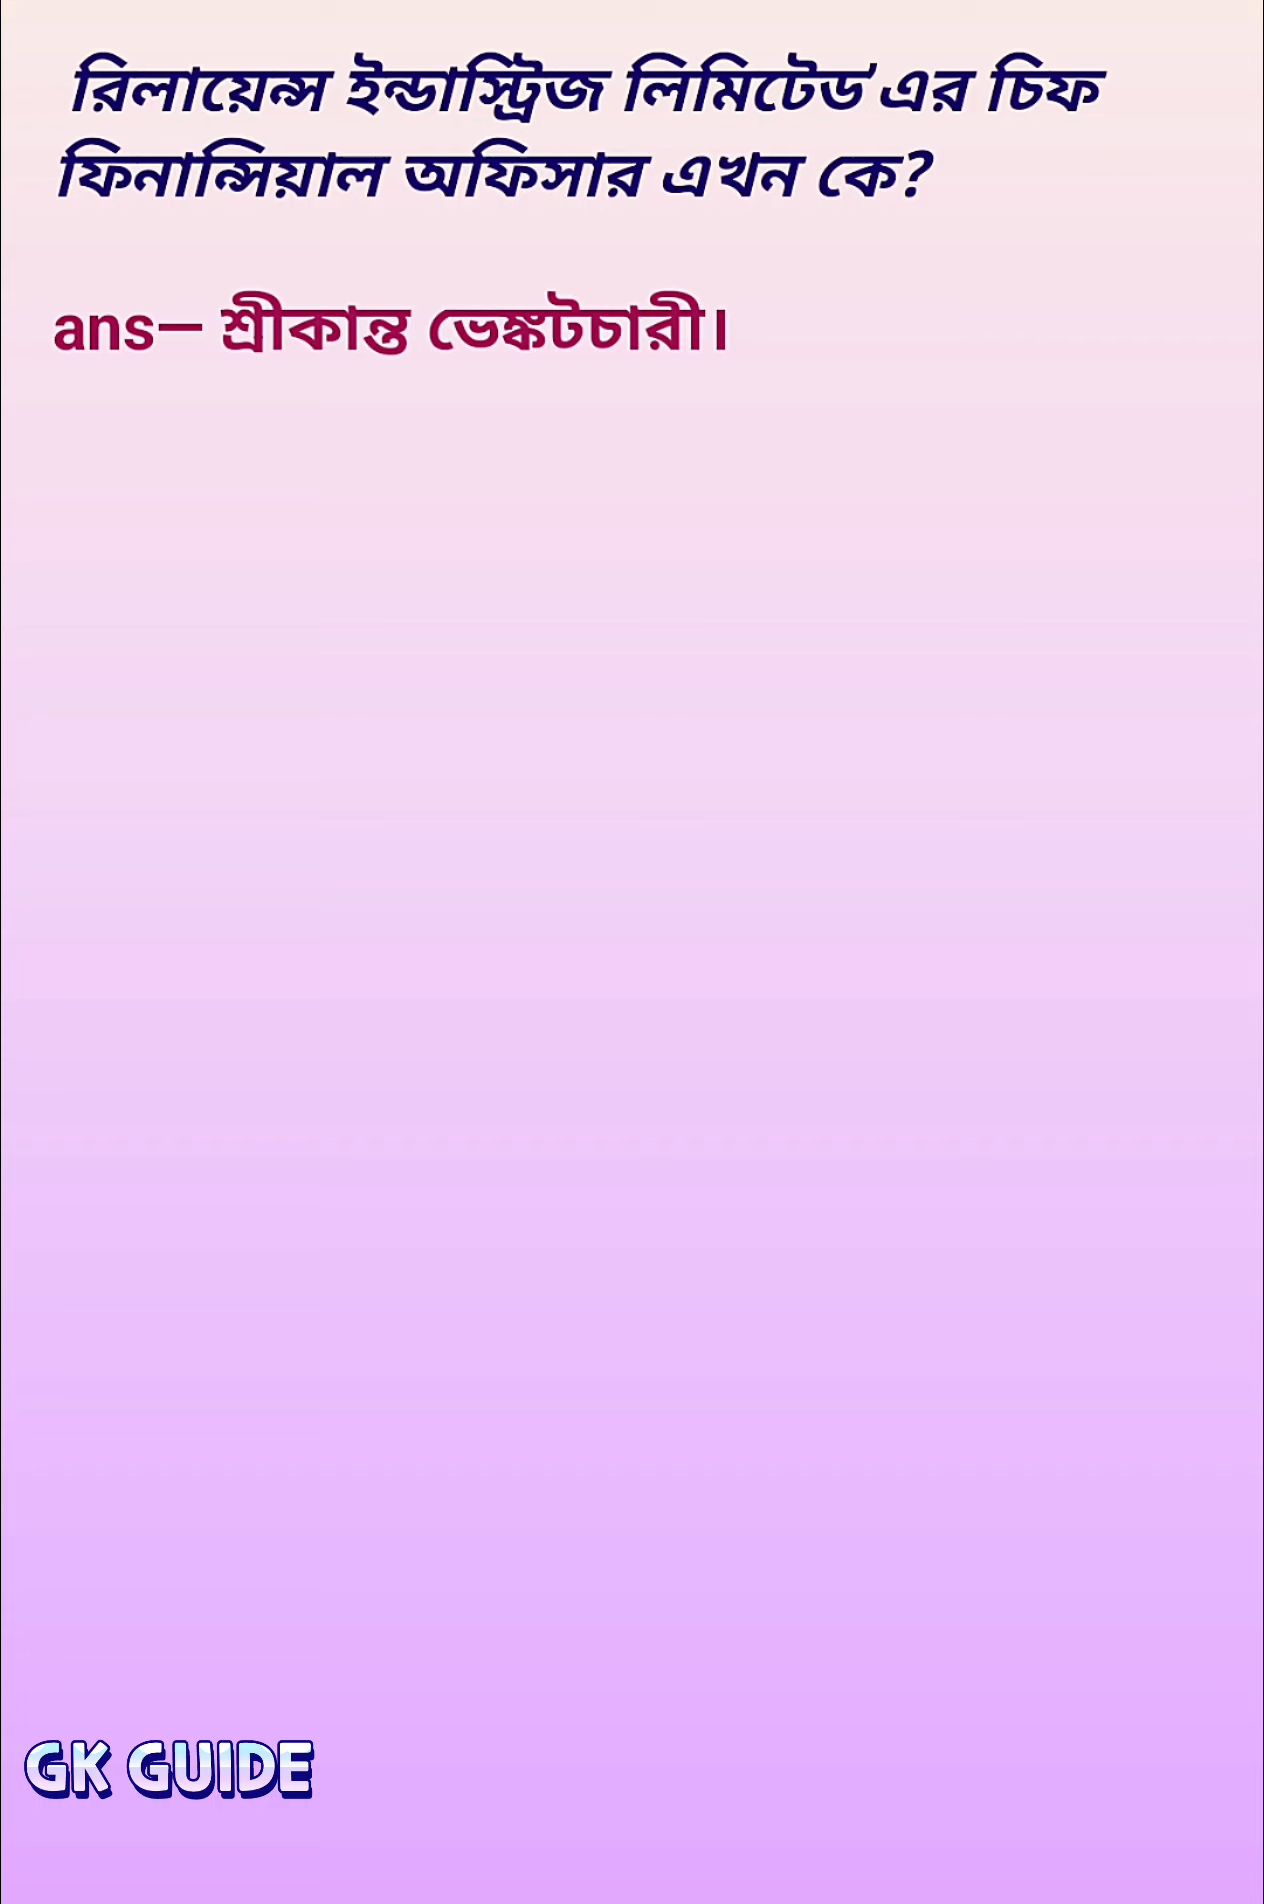 রিলায়েন্স ইন্ডাস্ট্রিজ লিমিটেড'এর চিফ
ফিনান্সিয়াল অফিসার এখন কে?
ans— শ্রীকান্ত ভেঙ্কটচারী।
GK GUIDE